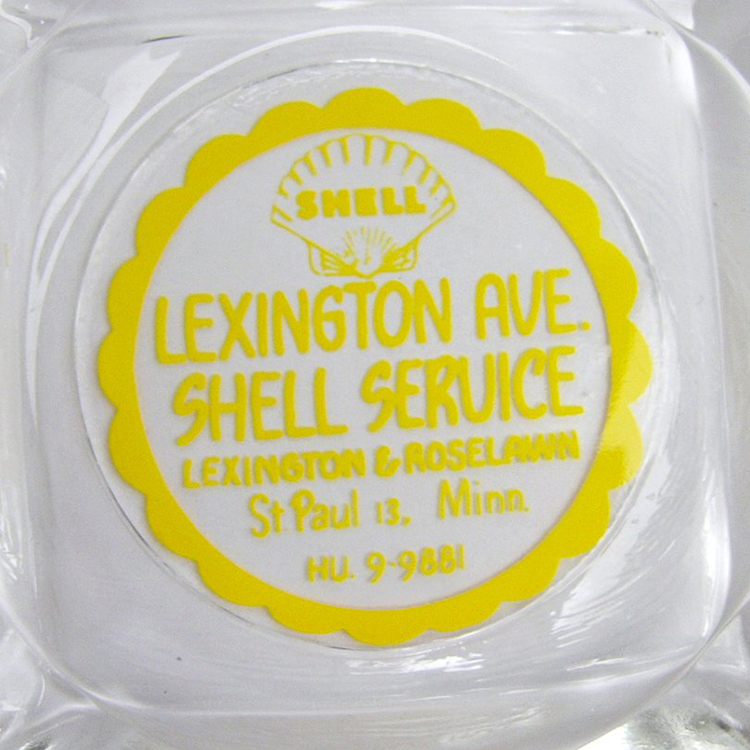 SHELL
LEXINGTON AVE.
SHELL SERVICE
LEXINGTON & ROSELAWN
St. Paul 13, Minn.
HU. 9-9881